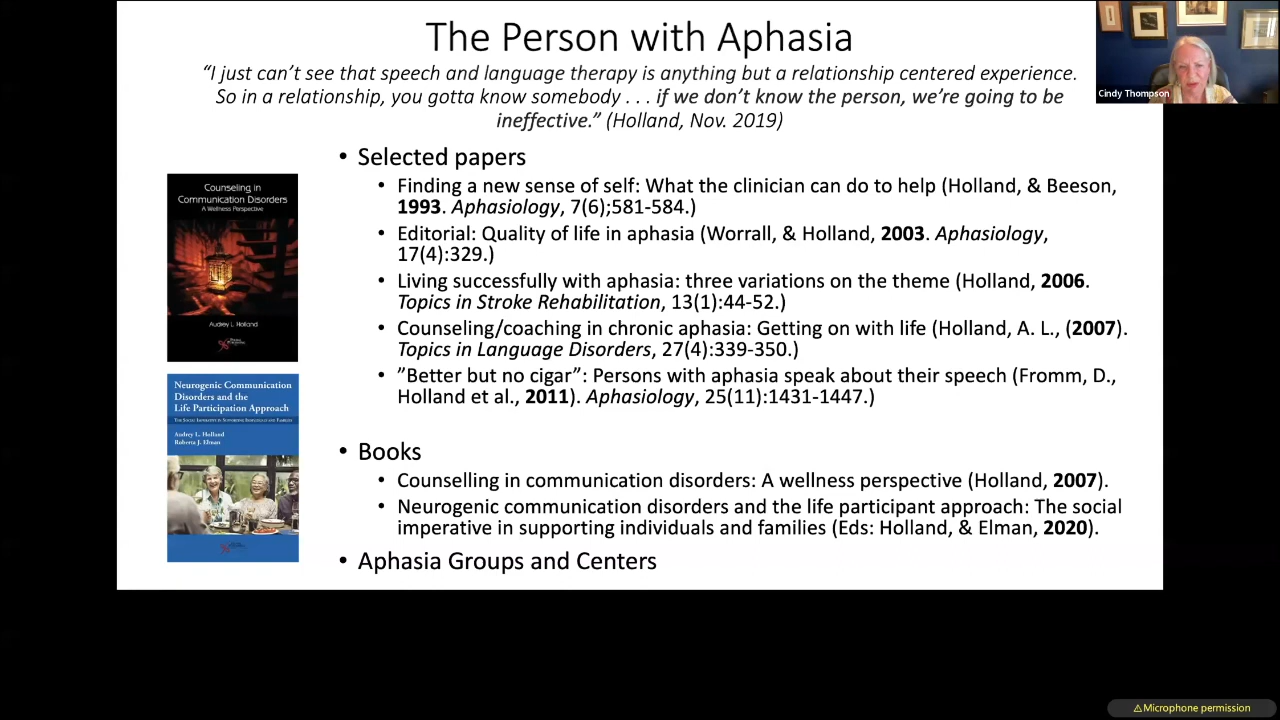 The Person with Aphasia
“I just can’t see that speech and language therapy is anything but a relationship centered experience.
So in a relationship, you gotta know somebody . . . if we don’t know the person, we’re going to be
ineffective.” (Holland, Nov. 2019)
Cindy Thompson
• Selected papers
• Finding a new sense of self: What the clinician can do to help (Holland, & Beeson,
1993. Aphasiology, 7(6);581-584.)
• Editorial: Quality of life in aphasia (Worrall, & Holland, 2003. Aphasiology,
17(4):329.)
• Living successfully with aphasia: three variations on the theme (Holland, 2006.
Topics in Stroke Rehabilitation, 13(1):44-52.)
• Counseling/coaching in chronic aphasia: Getting on with life (Holland, A. L., (2007).
Topics in Language Disorders, 27(4):339-350.)
• ”Better but no cigar”: Persons with aphasia speak about their speech (Fromm, D.,
Holland et al., 2011). Aphasiology, 25(11):1431-1447.)
• Books
• Counselling in communication disorders: A wellness perspective (Holland, 2007).
• Neurogenic communication disorders and the life participant approach: The social
imperative in supporting individuals and families (Eds: Holland, & Elman, 2020).
• Aphasia Groups and Centers
Counseling in
Communication Disorders
A Wellness Perspective
Audrey L Holland
Neurogenic Communication
Disorders and the
Life Participation Approach
The Social Imperative in Supporting Individuals and Families
Audrey L. Holland
Roberta J. Elman
⚠Microphone permission